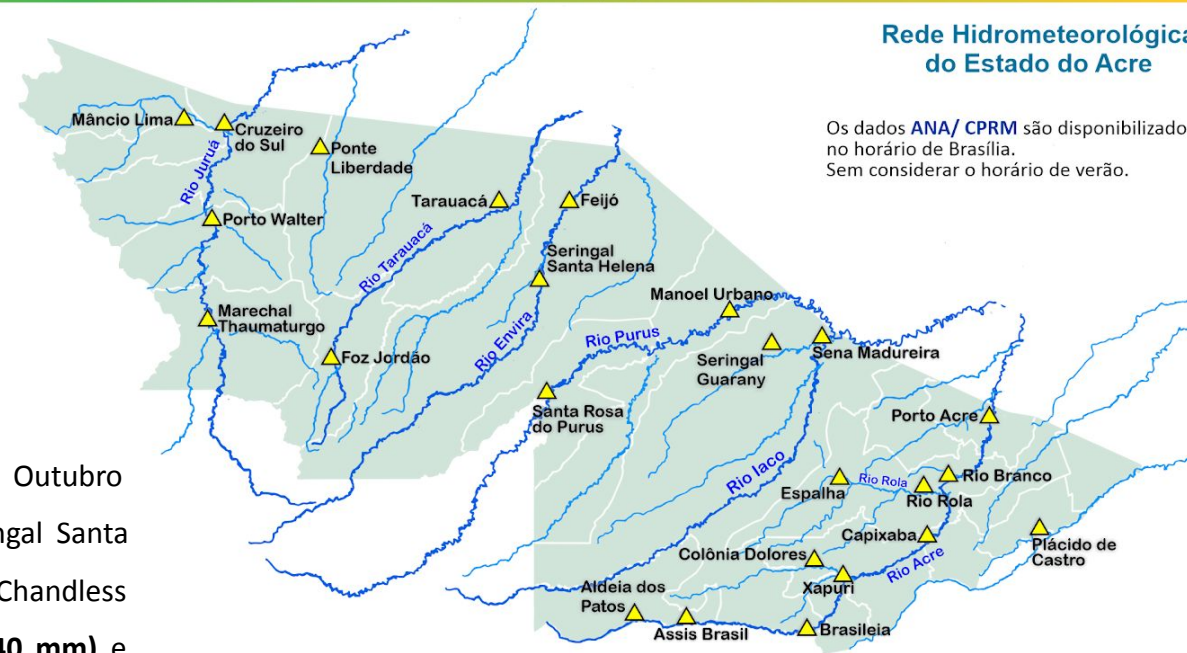 Rede Hidrometeorológica
do Estado do Acre
Os dados ANA/ CPRM são disponibilizado
no horário de Brasília.
Sem considerar o horário de verão.
Mâncio Lima
Cruzeiro
do Sul
Ponte
Liberdade
Rio Juruá
Tarauacá
Feijó
Porto Walter
Rio Tarauacá
Seringal
Santa Helena
Manoel Urbano
Marechal
Thaumaturgo
Rio Envira
Rio Purus
Foz Jordão
Seringal
Guarany
Sena Madureira
Santa Rosa
do Purus
Porto Acre
Rio Iaco
Espalha
Rio Rola
Rio Rola
Rio Branco
Capixaba
Plácido de
Castro
Colônia Dolores
Rio Acre
Xapuri
Aldeia dos
Patos
Assis Brasil
Brasileia
Outubro
ngal Santa
Chandless
40 mm) e